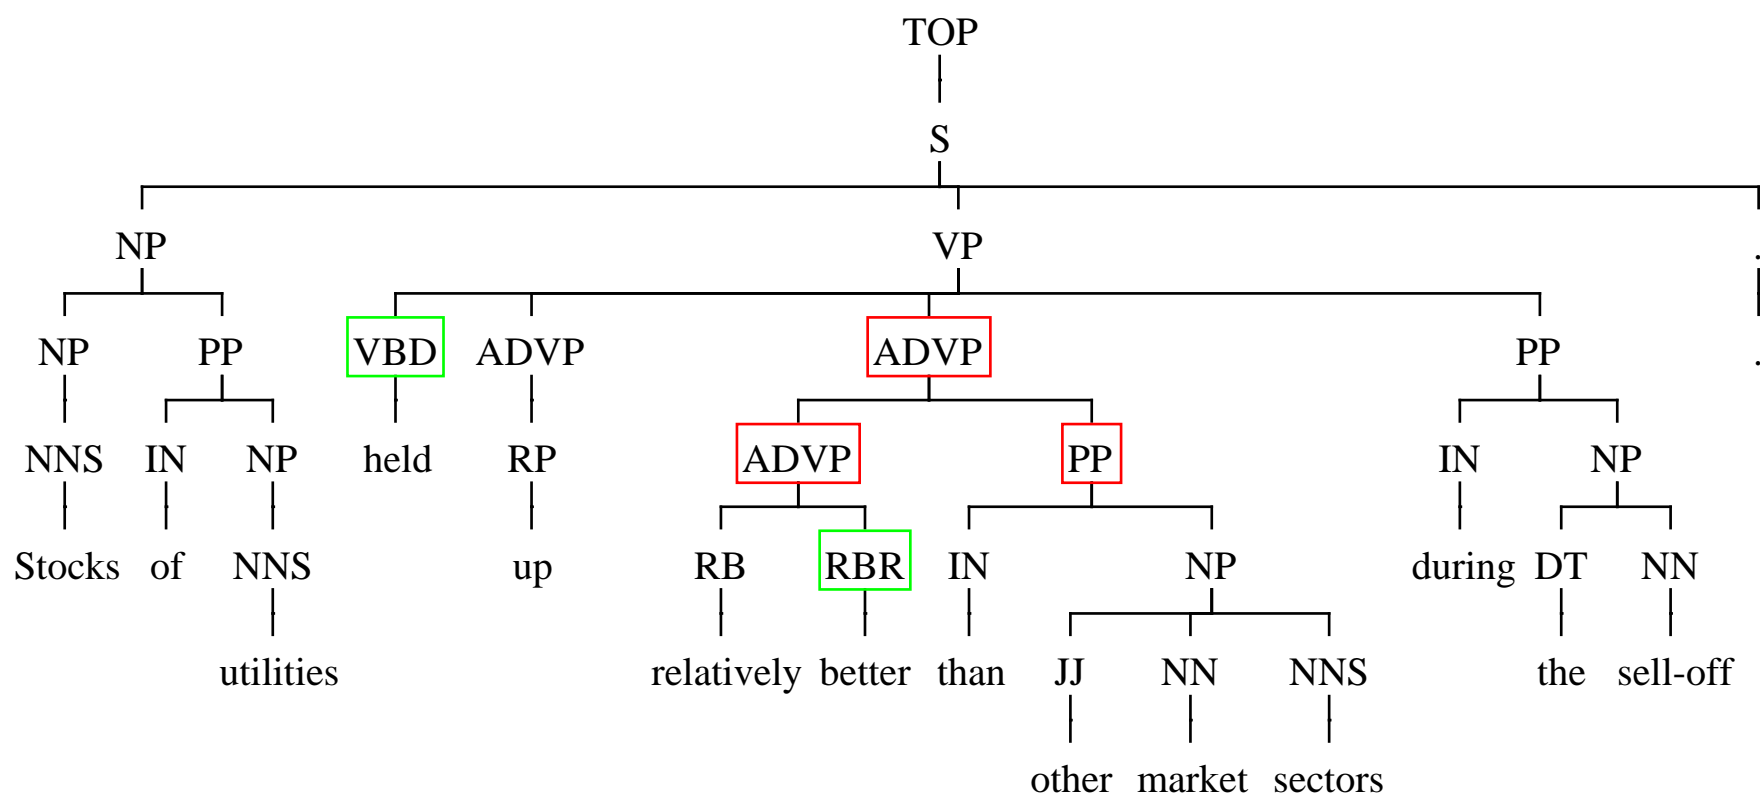 TOP
S
NP VP .
NP PP VBD ADVP ADVP PP .
NNS IN NP held RP ADVP PP IN NP
Stocks of NNS up RB RBR IN NP during DT NN
utilities relatively better than JJ NN NNS the sell-off
other market sectors